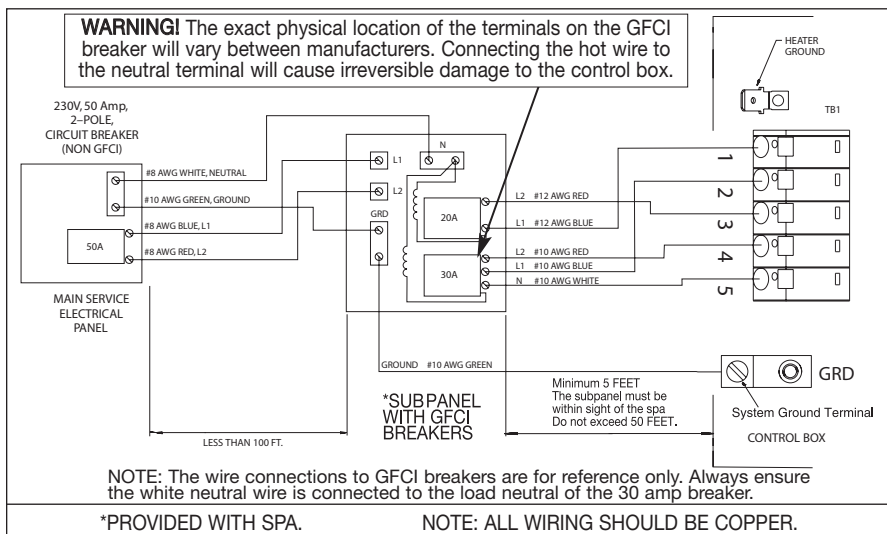 WARNING! The exact physical location of the terminals on the GFCI
breaker will vary between manufacturers. Connecting the hot wire to
the neutral terminal will cause irreversible damage to the control box.
HEATER
GROUND
TB1
230V, 50 Amp,
2–POLE,
CIRCUIT BREAKER
(NON GFCI)
#8 AWG WHITE, NEUTRAL
#10 AWG GREEN, GROUND
#8 AWG BLUE, L1
#8 AWG RED, L2
50A
MAIN SERVICE
ELECTRICAL
PANEL
N
L1
L2
GRD
20A
30A
L2 #12 AWG RED
L1 #12 AWG BLUE
L2 #10 AWG RED
L1 #10 AWG BLUE
N #10 AWG WHITE
1
2
3
4
5
GROUND #10 AWG GREEN
*SUBPANEL
WITH GFCI
BREAKERS
LESS THAN 100 FT.
Minimum 5 FEET
The subpanel must be
within sight of the spa
Do not exceed 50 FEET.
GRD
System Ground Terminal
CONTROL BOX
NOTE: The wire connections to GFCI breakers are for reference only. Always ensure
the white neutral wire is connected to the load neutral of the 30 amp breaker.
*PROVIDED WITH SPA. NOTE: ALL WIRING SHOULD BE COPPER.